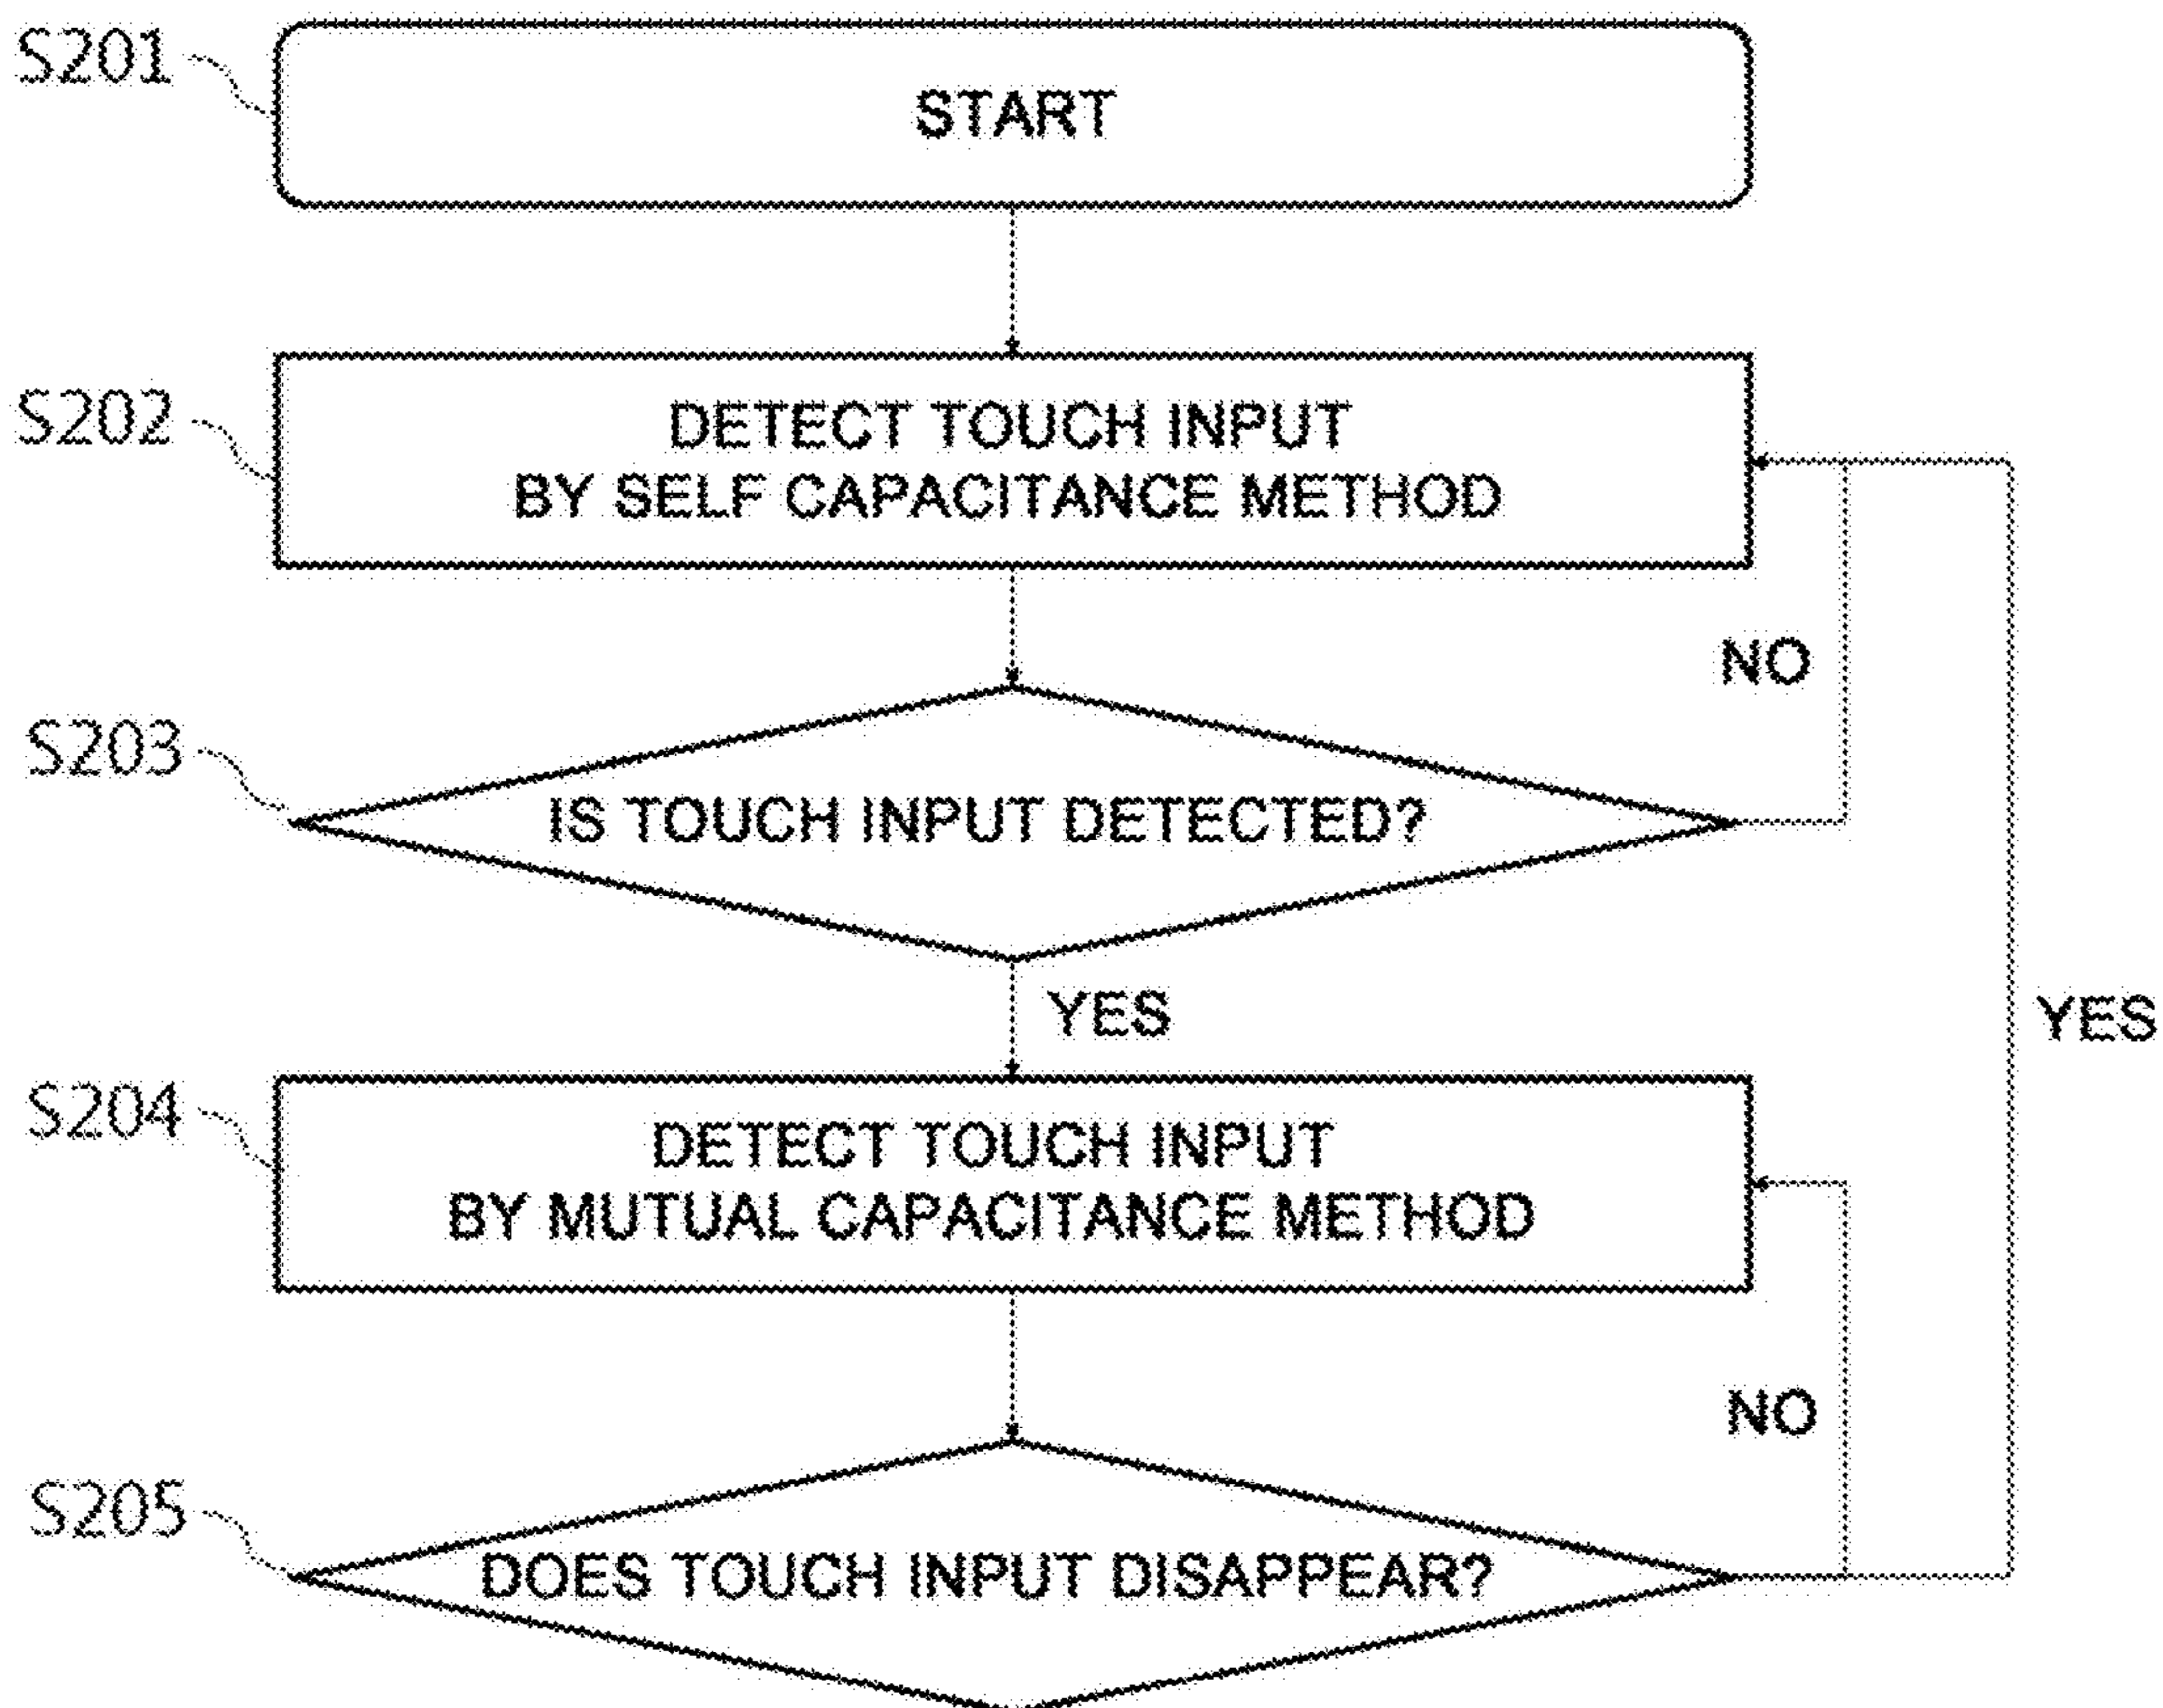 S201
START
S202
DETECT TOUCH INPUT
BY SELF CAPACITANCE METHOD
NO
S203
IS TOUCH INPUT DETECTED?
YES
YES
S204
DETECT TOUCH INPUT
BY MUTUAL CAPACITANCE METHOD
NO
S205
DOES TOUCH INPUT DISAPPEAR?